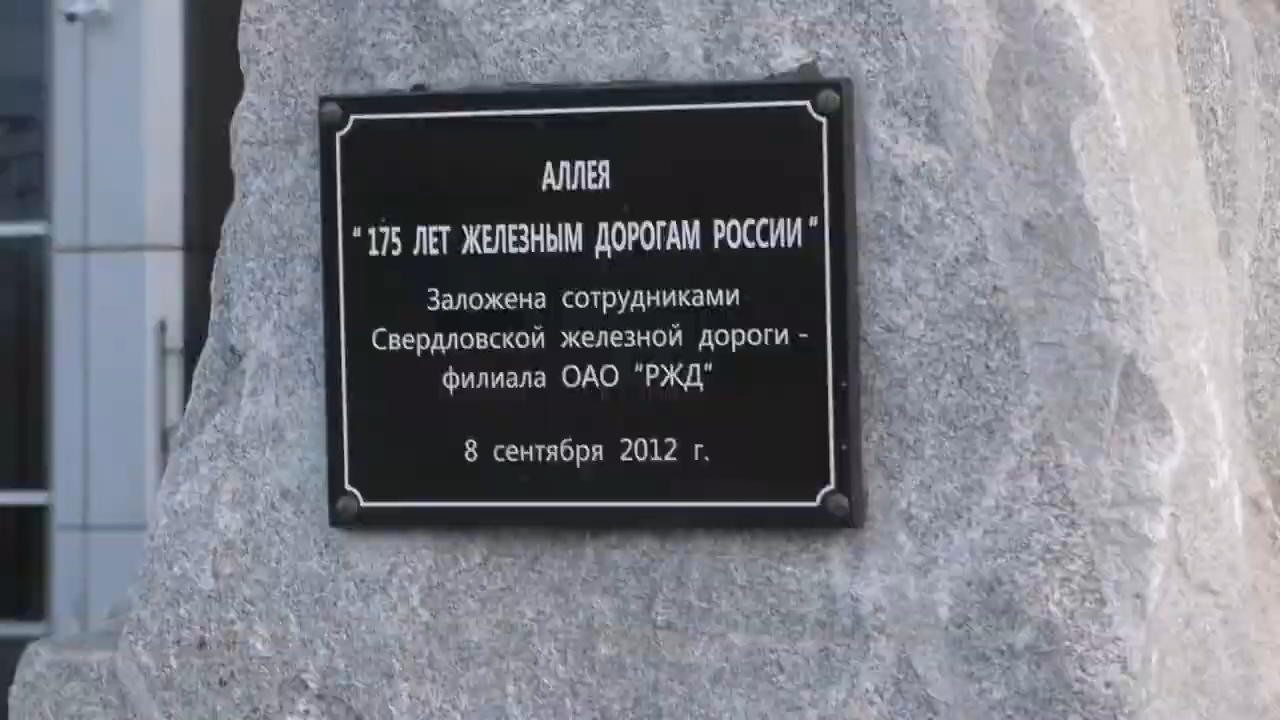 АЛЛЕЯ
“ 175 ЛЕТ ЖЕЛЕЗНЫМ ДОРОГАМ РОССИИ “
Заложена сотрудниками
Свердловской железной дороги -
филиала ОАО “РЖД“
8 сентября 2012 г.